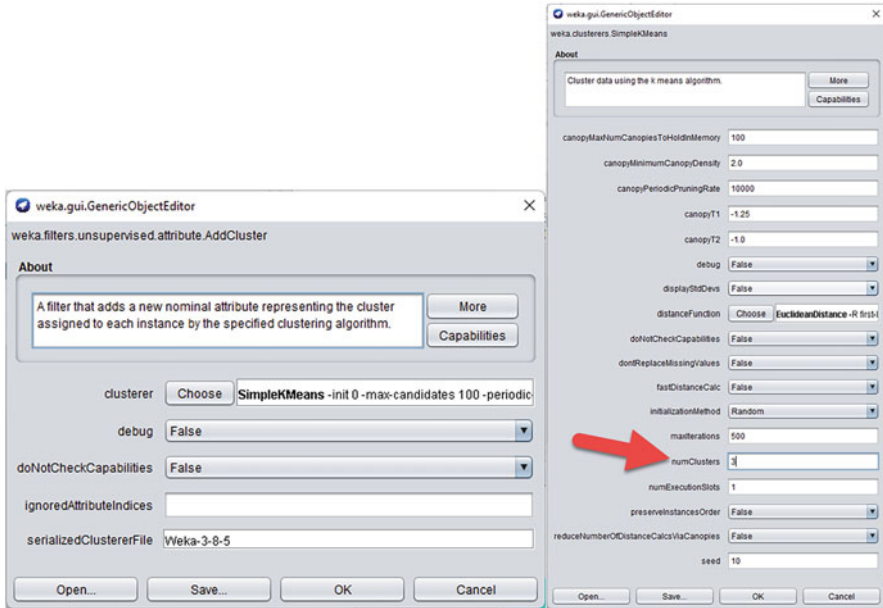 weka.gui.GenericObjectEditor
weka.filters.unsupervised.attribute.AddCluster
About
A filter that adds a new nominal attribute representing the cluster
assigned to each instance by the specified clustering algorithm.
More
Capabilities
clusterer Choose SimpleKMeans -init 0 -max-candidates 100 -periodic-
debug False
doNotCheckCapabilities False
ignoredAttributeIndices
serializedClustererFile Weka-3-8-5
Open... Save... OK Cancel
weka.gui.GenericObjectEditor
weka.clusterers.SimpleKMeans
About
Cluster data using the k means algorithm.
More
Capabilities
canopyMaxNumCanopiesToHoldInMemory 100
canopyMinimumCanopyDensity 2.0
canopyPeriodicPruningRate 10000
canopyT1 -1.25
canopyT2 -1.0
debug False
displayStdDevs False
distanceFunction Choose EuclideanDistance -R first-l
doNotCheckCapabilities False
dontReplaceMissingValues False
fastDistanceCalc False
initializationMethod Random
maxIterations 500
numClusters 3
numExecutionSlots 1
preserveInstancesOrder False
reduceNumberOfDistanceCalcsViaCanopies False
seed 10
Open... Save... OK Cancel